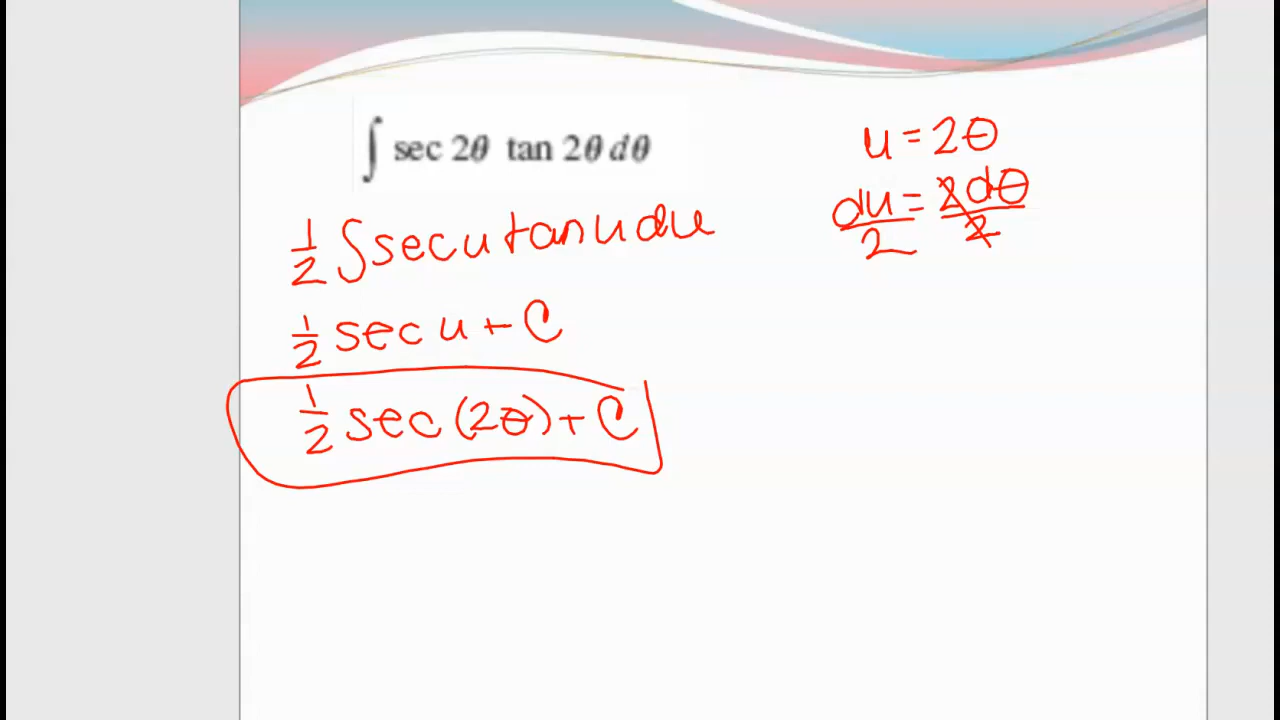 ∫ sec 2θ tan 2θ dθ
u = 2θ
du/2 = 2dθ/2
1/2 ∫ sec u tan u du
1/2 sec u + C
1/2 sec(2θ) + C